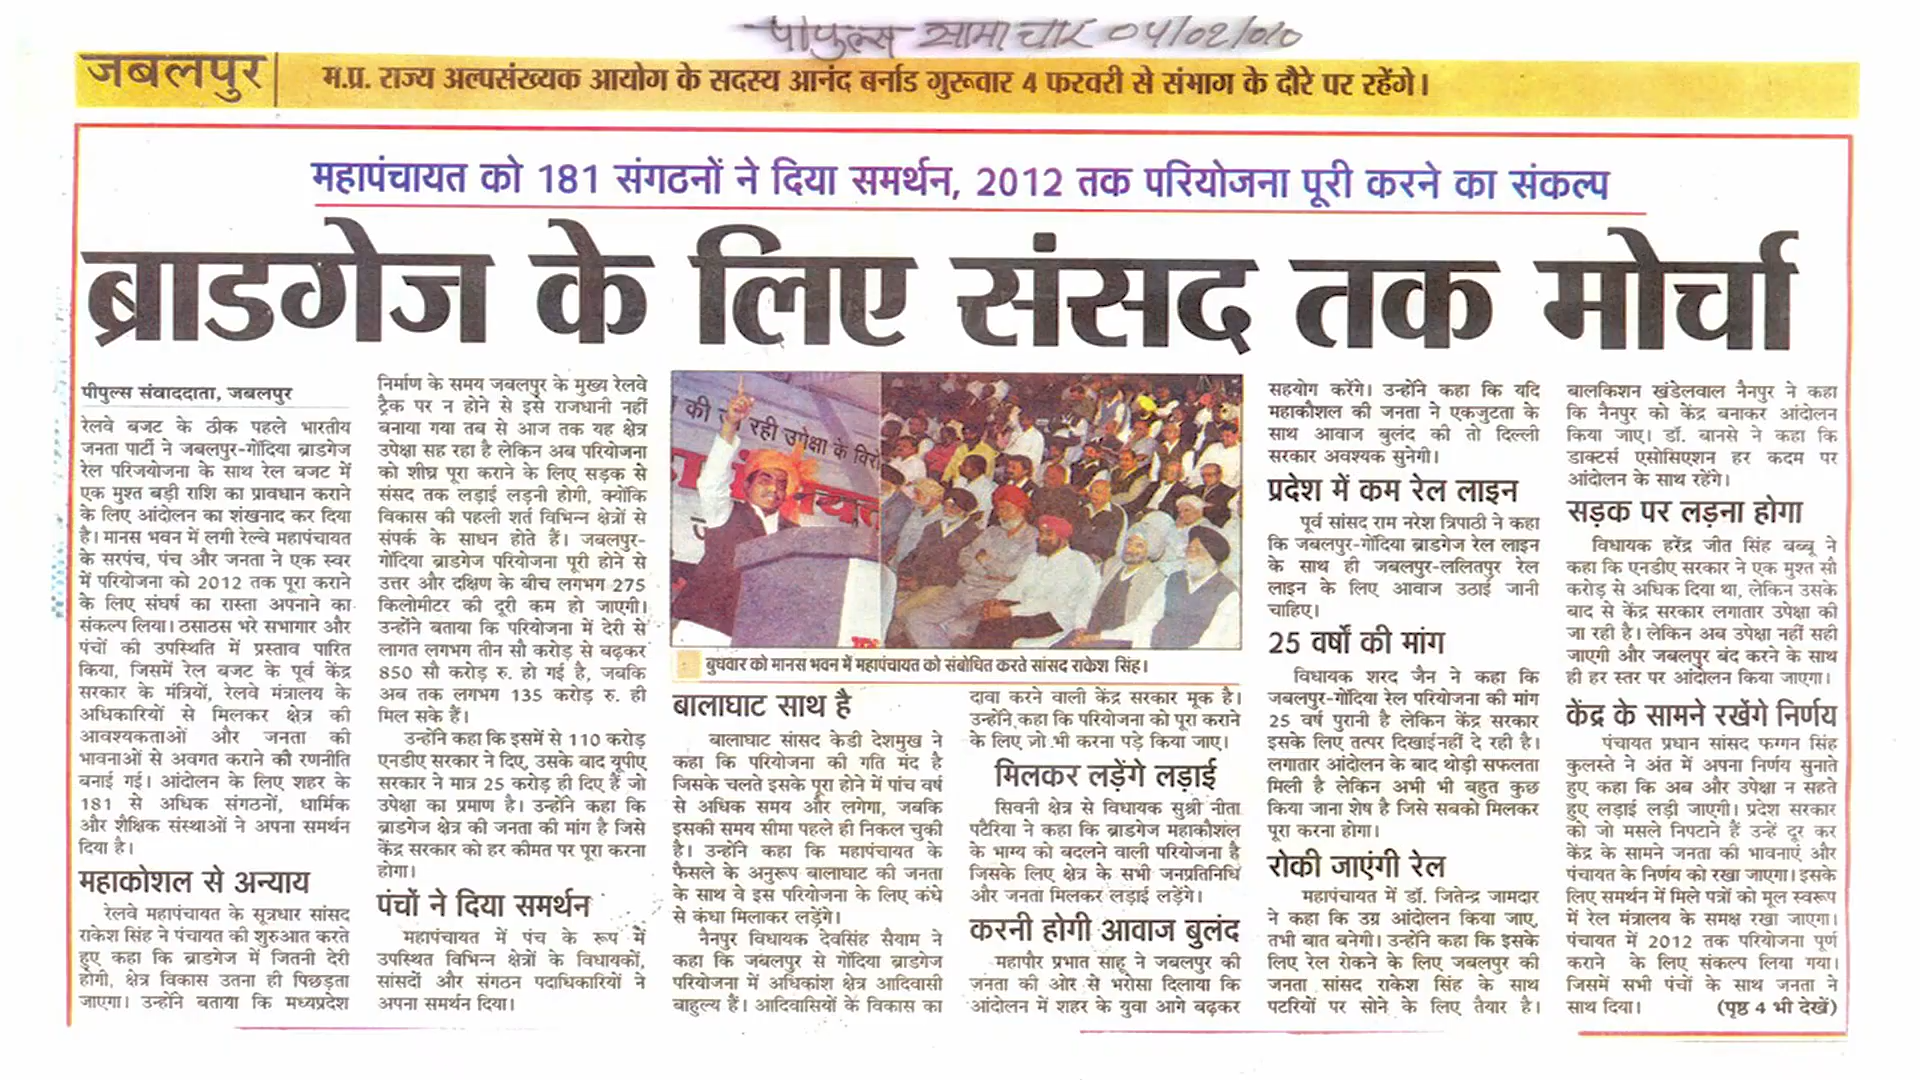 पीपुल्स समाचार 04/02/010
जबलपुर
म.प्र. राज्य अल्पसंख्यक आयोग के सदस्य आनंद बर्नाड गुरूवार 4 फरवरी से संभाग के दौरे पर रहेंगे।
महापंचायत को 181 संगठनों ने दिया समर्थन, 2012 तक परियोजना पूरी करने का संकल्प
ब्राडगेज के लिए संसद तक मोर्चा
पीपुल्स संवाददाता, जबलपुर
रेलवे बजट के ठीक पहले भारतीय
जनता पार्टी ने जबलपुर-गोंदिया ब्राडगेज
रेल परिजयोजना के साथ रेल बजट में
एक मुश्त बड़ी राशि का प्रावधान कराने
के लिए आंदोलन का शंखनाद कर दिया
है। मानस भवन में लगी रेल्वे महापंचायत
के सरपंच, पंच और जनता ने एक स्वर
में परियोजना को 2012 तक पूरा कराने
के लिए संघर्ष का रास्ता अपनाने का
संकल्प लिया। ठसाठस भरे सभागार और
पंचों की उपस्थिति में प्रस्ताव पारित
किया, जिसमें रेल बजट के पूर्व केंद्र
सरकार के मंत्रियों, रेलवे मंत्रालय के
अधिकारियों से मिलकर क्षेत्र की
आवश्यकताओं और जनता की
भावनाओं से अवगत कराने की रणनीति
बनाई गई। आंदोलन के लिए शहर के
181 से अधिक संगठनों, धार्मिक
और शैक्षिक संस्थाओं ने अपना समर्थन
दिया है।
महाकोशल से अन्याय
रेलवे महापंचायत के सूत्रधार सांसद
राकेश सिंह ने पंचायत की शुरुआत करते
हुए कहा कि ब्राडगेज में जितनी देरी
होगी, क्षेत्र विकास उतना ही पिछड़ता
जाएगा। उन्होंने बताया कि मध्यप्रदेश
निर्माण के समय जबलपुर के मुख्य रेलवे
ट्रैक पर न होने से इसे राजधानी नहीं
बनाया गया तब से आज तक यह क्षेत्र
उपेक्षा सह रहा है लेकिन अब परियोजना
को शीघ्र पूरा कराने के लिए सड़क से
संसद तक लड़ाई लड़नी होगी, क्योंकि
विकास की पहली शर्त विभिन्न क्षेत्रों से
संपर्क के साधन होते हैं। जबलपुर-
गोंदिया ब्राडगेज परियोजना पूरी होने से
उत्तर और दक्षिण के बीच लगभग 275
किलोमीटर की दूरी कम हो जाएगी।
उन्होंने बताया कि परियोजना में देरी से
लागत लगभग तीन सौ करोड़ से बढ़कर
850 सौ करोड़ रु. हो गई है, जबकि
अब तक लगभग 135 करोड़ रु. ही
मिल सके हैं।
उन्होंने कहा कि इसमें से 110 करोड़
एनडीए सरकार ने दिए, उसके बाद यूपीए
सरकार ने मात्र 25 करोड़ ही दिए हैं जो
उपेक्षा का प्रमाण है। उन्होंने कहा कि
ब्राडगेज क्षेत्र की जनता की मांग है जिसे
केंद्र सरकार को हर कीमत पर पूरा करना
होगा।
पंचों ने दिया समर्थन
महापंचायत में पंच के रूप में
उपस्थित विभिन्न क्षेत्रों के विधायकों,
सांसदों और संगठन पदाधिकारियों ने
अपना समर्थन दिया।
की रही उपेक्षा के विरो
बुधवार को मानस भवन में महापंचायत को संबोधित करते सांसद राकेश सिंह।
बालाघाट साथ है
बालाघाट सांसद केडी देशमुख ने
कहा कि परियोजना की गति मंद है
जिसके चलते इसके पूरा होने में पांच वर्ष
से अधिक समय और लगेगा, जबकि
इसकी समय सीमा पहले ही निकल चुकी
है। उन्होंने कहा कि महापंचायत के
फैसले के अनुरूप बालाघाट की जनता
के साथ वे इस परियोजना के लिए कंधे
से कंधा मिलाकर लड़ेंगे।
नैनपुर विधायक देवसिंह सैयाम ने
कहा कि जबलपुर से गोंदिया ब्राडगेज
परियोजना में अधिकांश क्षेत्र आदिवासी
बाहुल्य हैं। आदिवासियों के विकास का
दावा करने वाली केंद्र सरकार मूक है।
उन्होंने कहा कि परियोजना को पूरा कराने
के लिए जो भी करना पड़े किया जाए।
मिलकर लड़ेंगे लड़ाई
सिवनी क्षेत्र से विधायक सुश्री नीता
पटैरिया ने कहा कि ब्राडगेज महाकौशल
के भाग्य को बदलने वाली परियोजना है
जिसके लिए क्षेत्र के सभी जनप्रतिनिधि
और जनता मिलकर लड़ाई लड़ेंगे।
करनी होगी आवाज बुलंद
महापौर प्रभात साहू ने जबलपुर की
जनता की ओर से भरोसा दिलाया कि
आंदोलन में शहर के युवा आगे बढ़कर
सहयोग करेंगे। उन्होंने कहा कि यदि
महाकौशल की जनता ने एकजुटता के
साथ आवाज बुलंद की तो दिल्ली
सरकार अवश्यक सुनेगी।
प्रदेश में कम रेल लाइन
पूर्व सांसद राम नरेश त्रिपाठी ने कहा
कि जबलपुर-गोंदिया ब्राडगेज रेल लाइन
के साथ ही जबलपुर-ललितपुर रेल
लाइन के लिए आवाज उठाई जानी
चाहिए।
25 वर्षों की मांग
विधायक शरद जैन ने कहा कि
जबलपुर-गोंदिया रेल परियोजना की मांग
25 वर्ष पुरानी है लेकिन केंद्र सरकार
इसके लिए तत्पर दिखाई नहीं दे रही है।
लगातार आंदोलन के बाद थोड़ी सफलता
मिली है लेकिन अभी भी बहुत कुछ
किया जाना शेष है जिसे सबको मिलकर
पूरा करना होगा।
रोकी जाएंगी रेल
महापंचायत में डॉ. जितेन्द्र जामदार
ने कहा कि उग्र आंदोलन किया जाए,
तभी बात बनेगी। उन्होंने कहा कि इसके
लिए रेल रोकने के लिए जबलपुर की
जनता सांसद राकेश सिंह के साथ
पटरियों पर सोने के लिए तैयार है।
बालकिशन खंडेलवाल नैनपुर ने कहा
कि नैनपुर को केंद्र बनाकर आंदोलन
किया जाए। डॉ. बानसे ने कहा कि
डाक्टर्स एसोसिएशन हर कदम पर
आंदोलन के साथ रहेंगे।
सड़क पर लड़ना होगा
विधायक हरेंद्र जीत सिंह बब्बू ने
कहा कि एनडीए सरकार ने एक मुश्त सौ
करोड़ से अधिक दिया था, लेकिन उसके
बाद से केंद्र सरकार लगातार उपेक्षा की
जा रही है। लेकिन अब उपेक्षा नहीं सही
जाएगी और जबलपुर बंद करने के साथ
ही हर स्तर पर आंदोलन किया जाएगा।
केंद्र के सामने रखेंगे निर्णय
पंचायत प्रधान सांसद फग्गन सिंह
कुलस्ते ने अंत में अपना निर्णय सुनाते
हुए कहा कि अब और उपेक्षा न सहते
हुए लड़ाई लड़ी जाएगी। प्रदेश सरकार
को जो मसले निपटाने हैं उन्हें दूर कर
केंद्र के सामने जनता की भावनाएं और
पंचायत के निर्णय को रखा जाएगा। इसके
लिए समर्थन में मिले पत्रों को मूल स्वरूप
में रेल मंत्रालय के समक्ष रखा जाएगा।
पंचायत में 2012 तक परियोजना पूर्ण
कराने के लिए संकल्प लिया गया।
जिसमें सभी पंचों के साथ जनता ने
साथ दिया। (पृष्ठ 4 भी देखें)